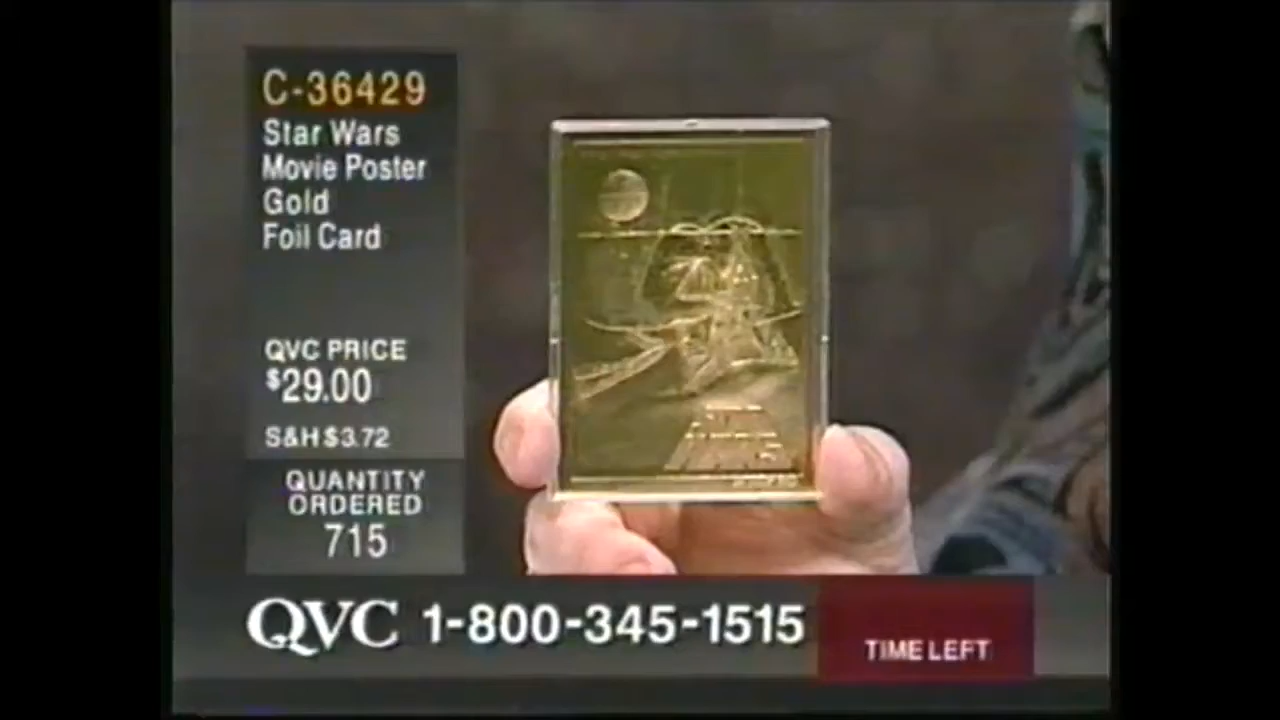 C-36429
Star Wars
Movie Poster
Gold
Foil Card
QVC PRICE
$29.00
S&H $3.72
QUANTITY
ORDERED
715
QVC 1-800-345-1515
TIME LEFT